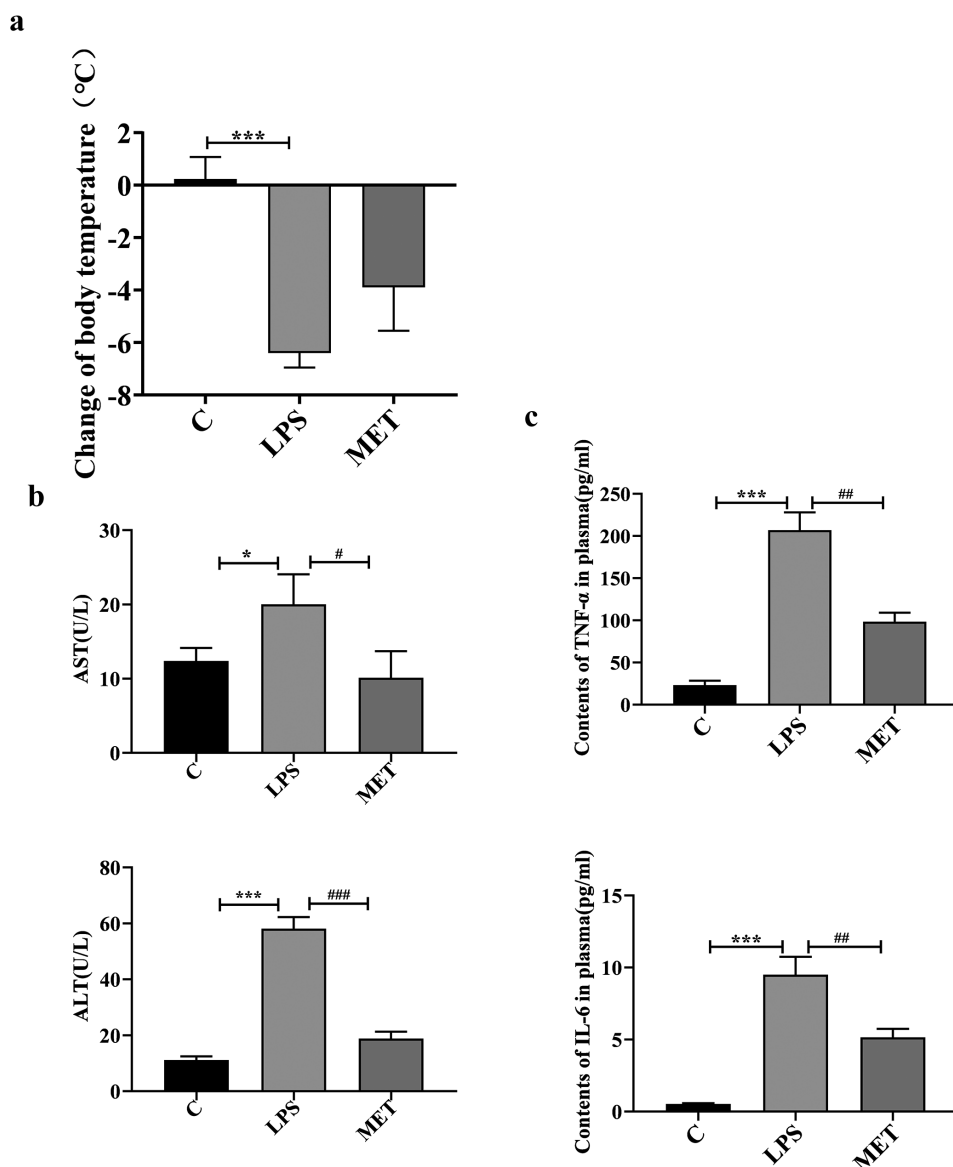 a
Change of body temperature（°C）
2
0
-2
-4
-6
-8
***
C
LPS
MET
b
AST(U/L)
30
20
10
0
*
#
C
LPS
MET
ALT(U/L)
80
60
40
20
0
***
###
C
LPS
MET
c
Contents of TNF-α in plasma(pg/ml)
250
200
150
100
50
0
***
##
C
LPS
MET
Contents of IL-6 in plasma(pg/ml)
15
10
5
0
***
##
C
LPS
MET